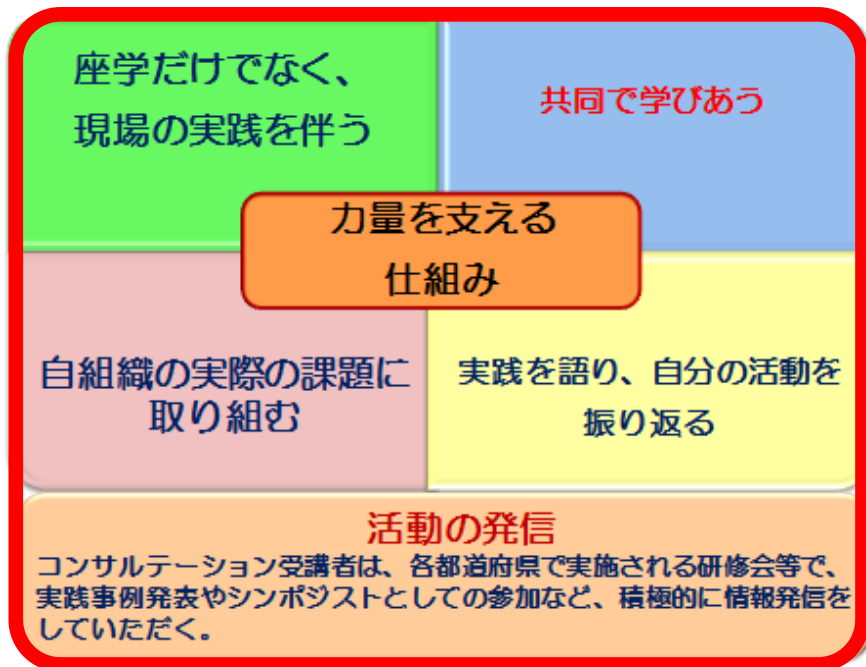 座学だけでなく、
現場の実践を伴う
共同で学びあう
力量を支える
仕組み
自組織の実際の課題に
取り組む
実践を語り、自分の活動を
振り返る
活動の発信
コンサルテーション受講者は、各都道府県で実施される研修会等で、
実践事例発表やシンポジストとしての参加など、積極的に情報発信を
していただく。